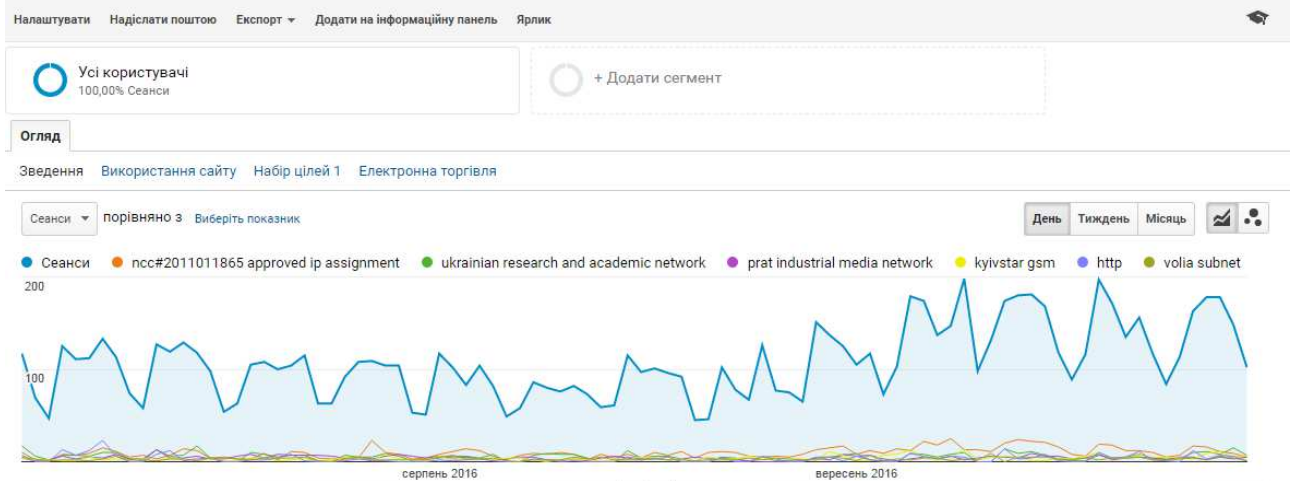 Налаштувати Надіслати поштою Експорт Додати на інформаційну панель Ярлик
Усі користувачі
100,00% Сеанси
+ Додати сегмент
Огляд
Зведення Використання сайту Набір цілей 1 Електронна торгівля
Сеанси порівняно з Виберіть показник День Тиждень Місяць
Сеанси ncc#2011011865 approved ip assignment ukrainian research and academic network prat industrial media network kyivstar gsm http volia subnet
200
100
серпень 2016 вересень 2016